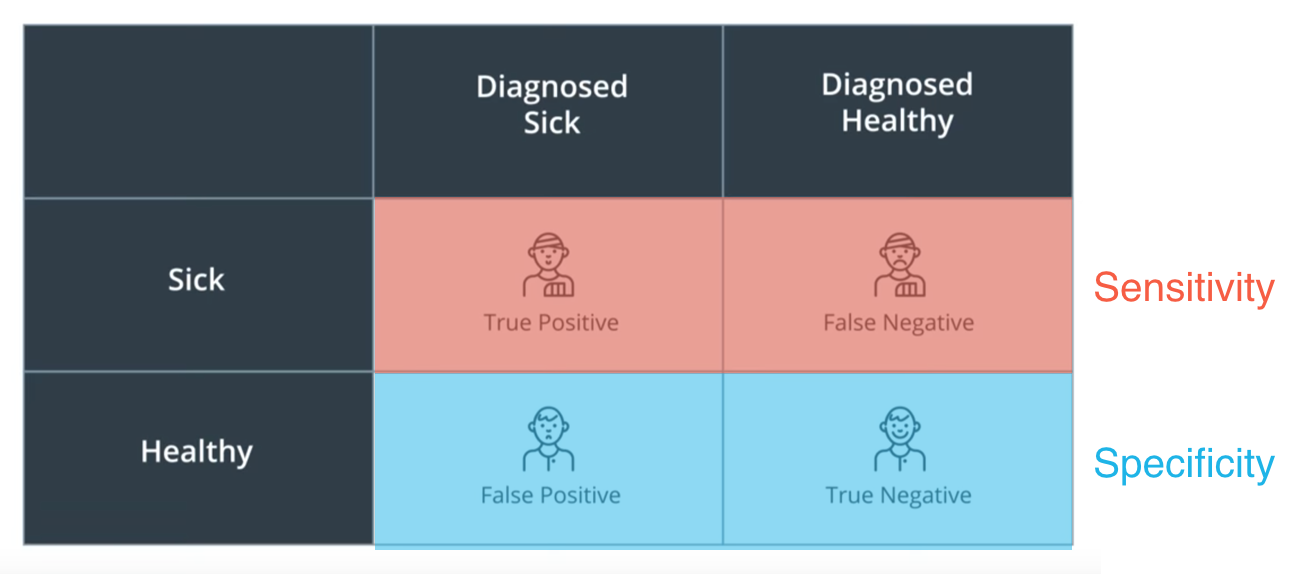 Diagnosed
Sick
Diagnosed
Healthy
Sick
True Positive
False Negative
Sensitivity
Healthy
False Positive
True Negative
Specificity